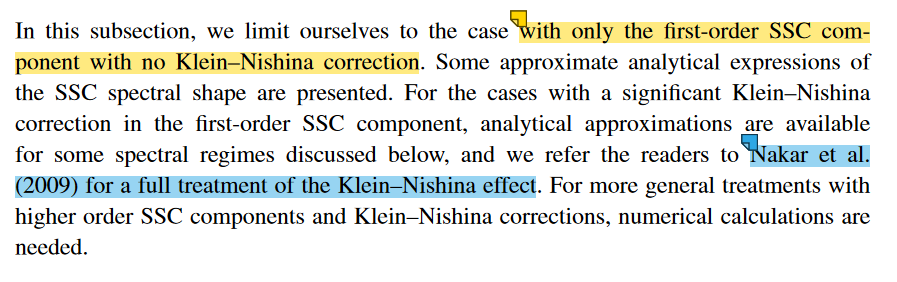 In this subsection, we limit ourselves to the case with only the first-order SSC com-
ponent with no Klein–Nishina correction. Some approximate analytical expressions of
the SSC spectral shape are presented. For the cases with a significant Klein–Nishina
correction in the first-order SSC component, analytical approximations are available
for some spectral regimes discussed below, and we refer the readers to Nakar et al.
(2009) for a full treatment of the Klein–Nishina effect. For more general treatments with
higher order SSC components and Klein–Nishina corrections, numerical calculations are
needed.